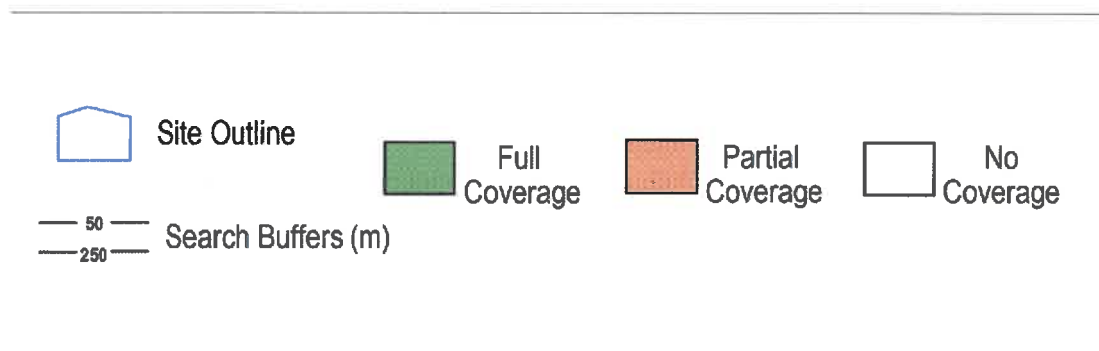 Site Outline
Full
Coverage
Partial
Coverage
No
Coverage
50
250
Search Buffers (m)